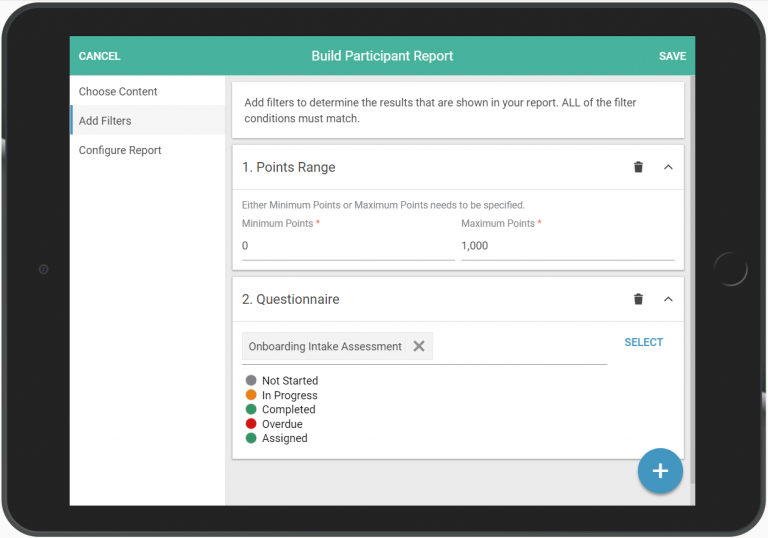 CANCEL
Build Participant Report
SAVE
Choose Content
Add Filters
Configure Report
Add filters to determine the results that are shown in your report. ALL of the filter
conditions must match.
1. Points Range
Either Minimum Points or Maximum Points needs to be specified.
Minimum Points *
Maximum Points *
0
1,000
2. Questionnaire
Onboarding Intake Assessment
SELECT
Not Started
In Progress
Completed
Overdue
Assigned